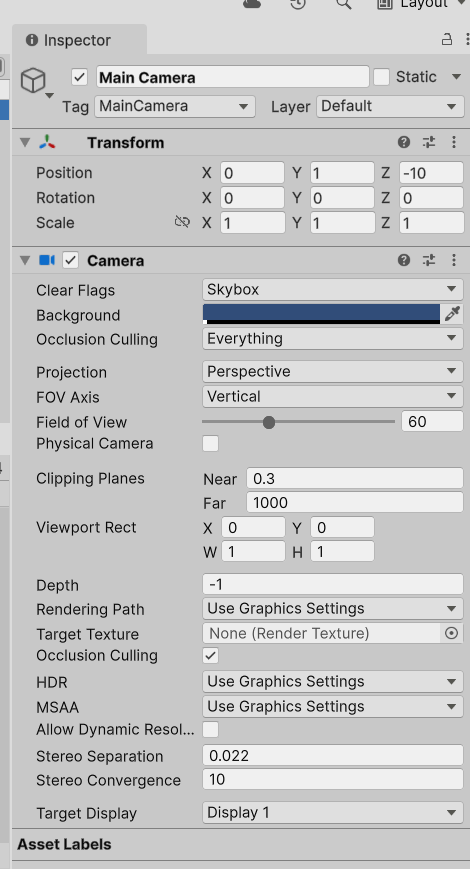 Layout
Inspector
Main Camera Static
Tag MainCamera Layer Default
Transform
Position X 0 Y 1 Z -10
Rotation X 0 Y 0 Z 0
Scale X 1 Y 1 Z 1
Camera
Clear Flags Skybox
Background
Occlusion Culling Everything
Projection Perspective
FOV Axis Vertical
Field of View 60
Physical Camera
Clipping Planes Near 0.3
Far 1000
Viewport Rect X 0 Y 0
W 1 H 1
Depth -1
Rendering Path Use Graphics Settings
Target Texture None (Render Texture)
Occlusion Culling
HDR Use Graphics Settings
MSAA Use Graphics Settings
Allow Dynamic Resol...
Stereo Separation 0.022
Stereo Convergence 10
Target Display Display 1
Asset Labels